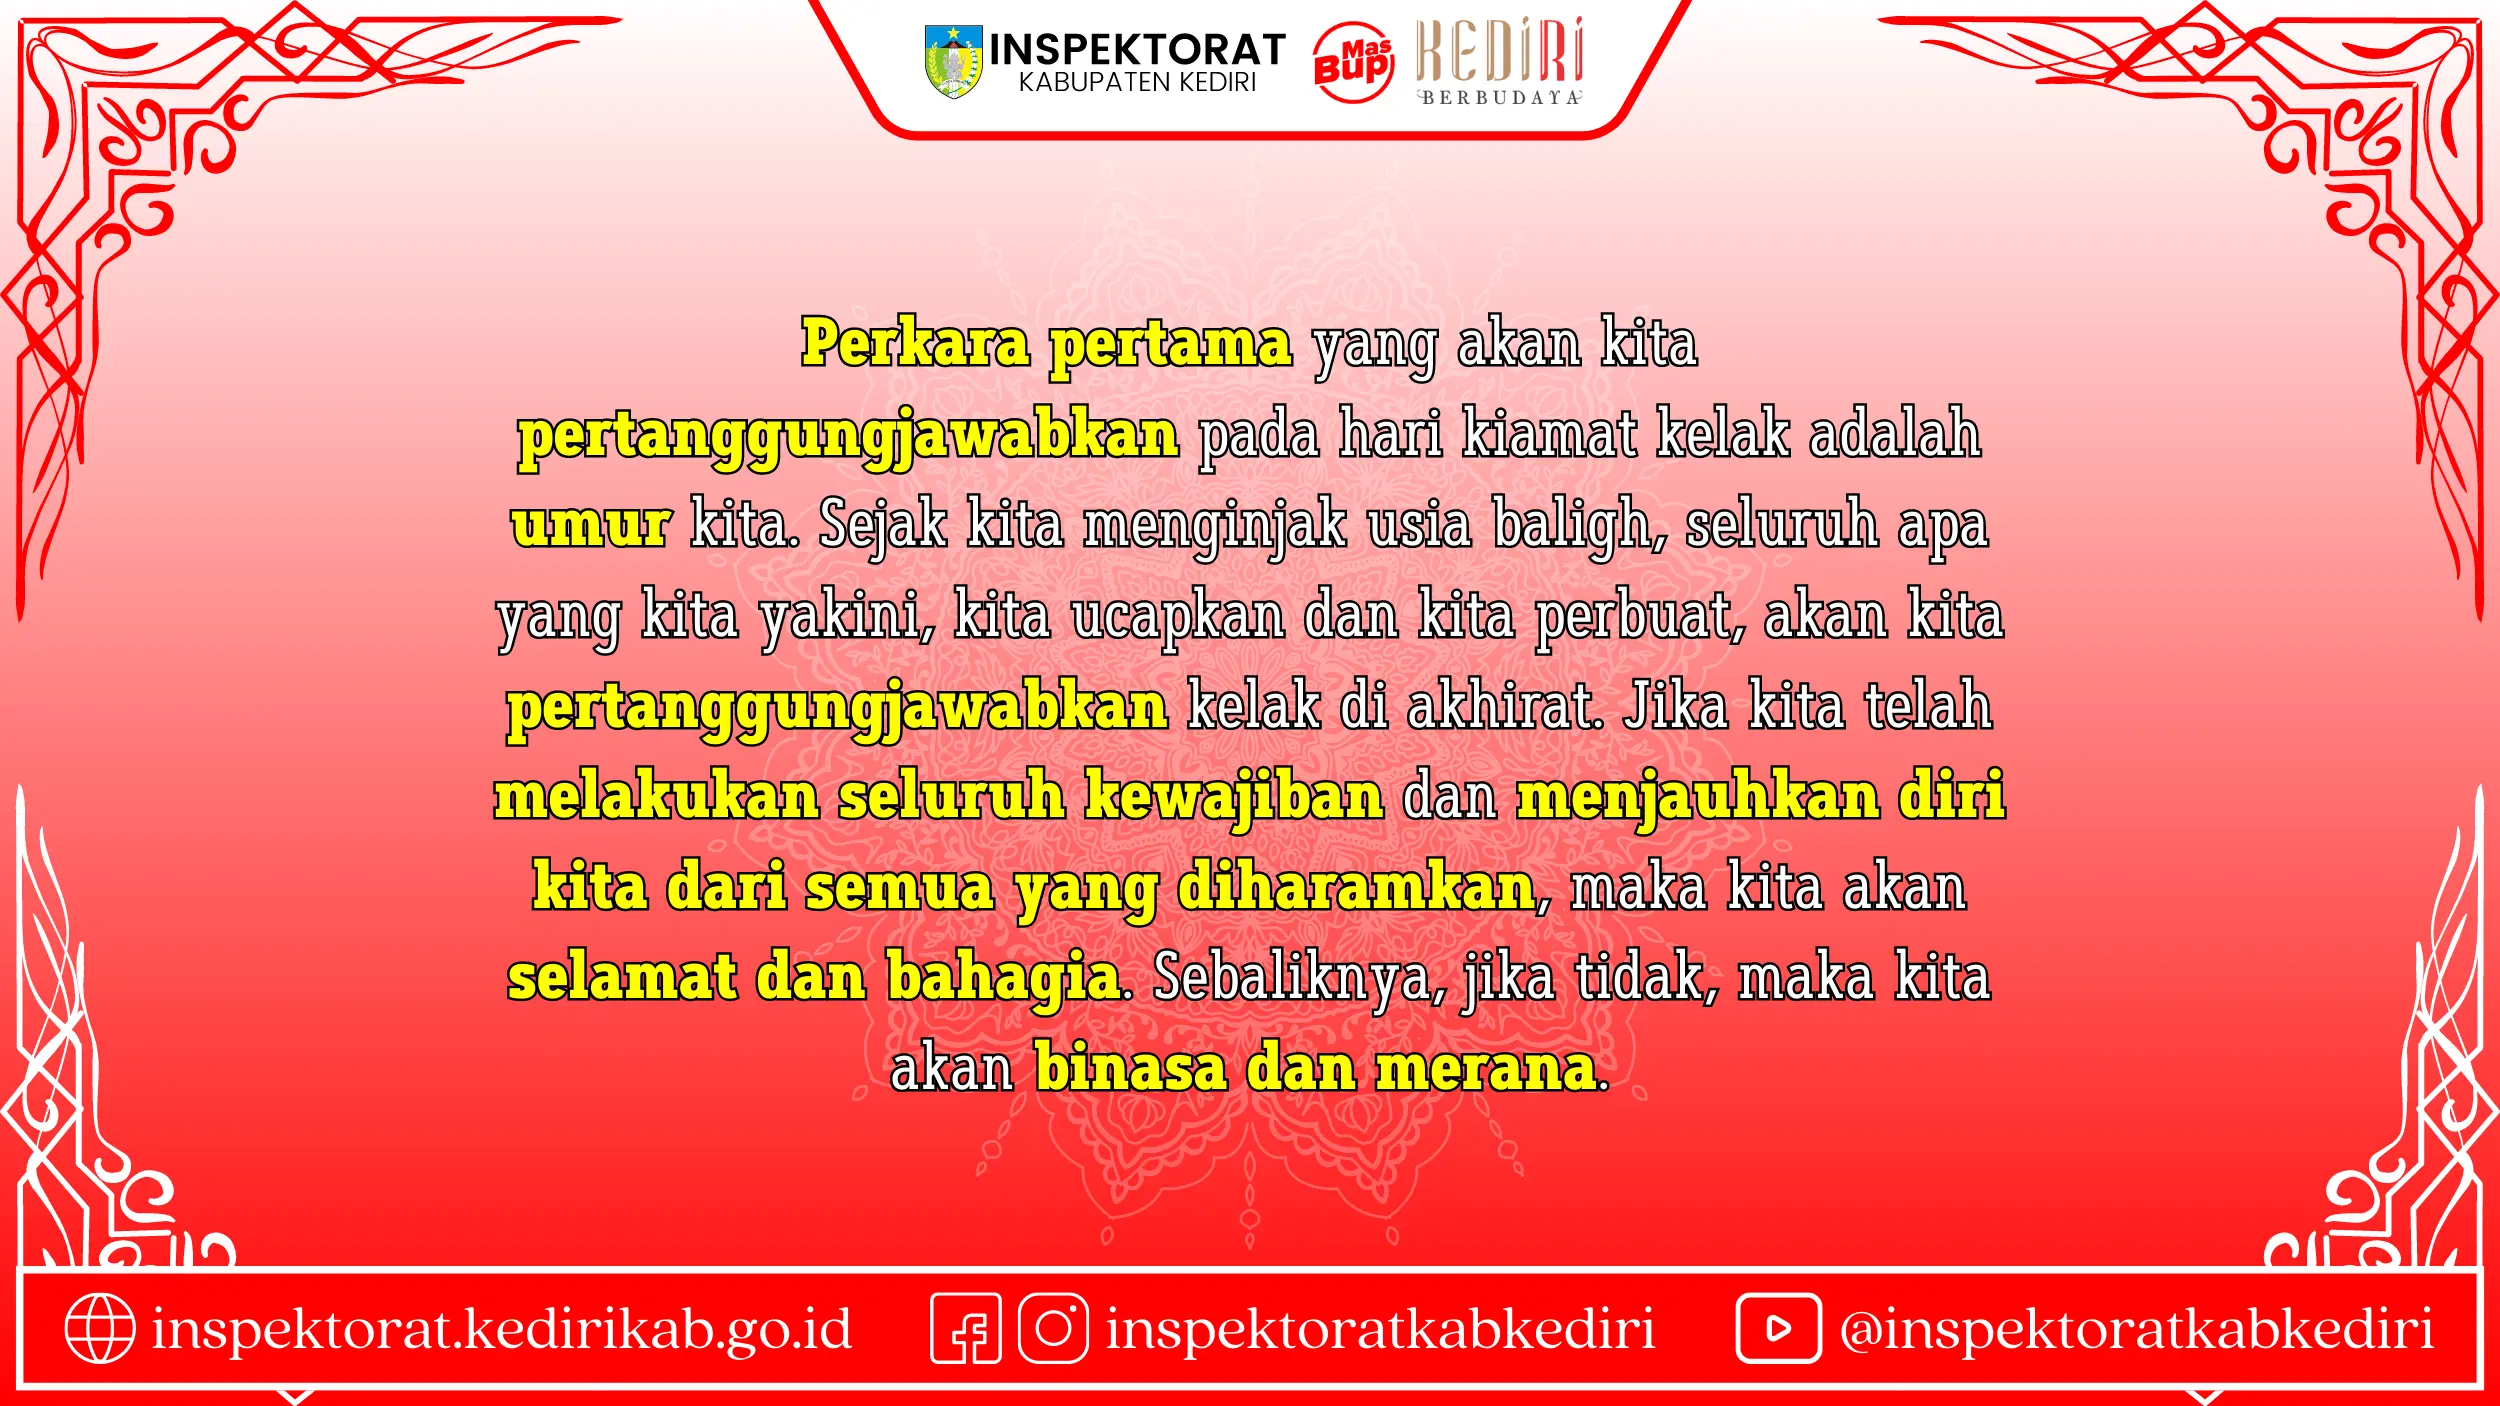 INSPEKTORAT
KABUPATEN KEDIRI
Mas
Bup
KEDIRI
BERBUDAYA
Perkara pertama yang akan kita
pertanggungjawabkan pada hari kiamat kelak adalah
umur kita. Sejak kita menginjak usia baligh, seluruh apa
yang kita yakini, kita ucapkan dan kita perbuat, akan kita
pertanggungjawabkan kelak di akhirat. Jika kita telah
melakukan seluruh kewajiban dan menjauhkan diri
kita dari semua yang diharamkan, maka kita akan
selamat dan bahagia. Sebaliknya, jika tidak, maka kita
akan binasa dan merana.
inspektorat.kedirikab.go.id
inspektoratkabkediri
@inspektoratkabkediri